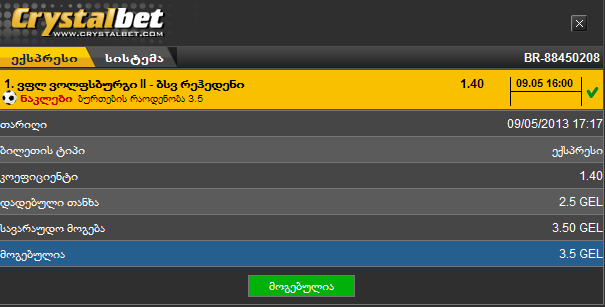 Crystalbet
WWW.CRYSTALBET.COM
ექსპრესი სისტემა BR-88450208
1. ვფლ ვოლფსბურგი II - ბსვ რეჰედენი 1.40 09.05 16:00
ნაკლები ბურთების რაოდენობა 3.5
თარიღი 09/05/2013 17:17
ბილეთის ტიპი ექსპრესი
კოეფიციენტი 1.40
დადებული თანხა 2.5 GEL
სავარაუდო მოგება 3.50 GEL
მოგებულია 3.5 GEL
მოგებულია